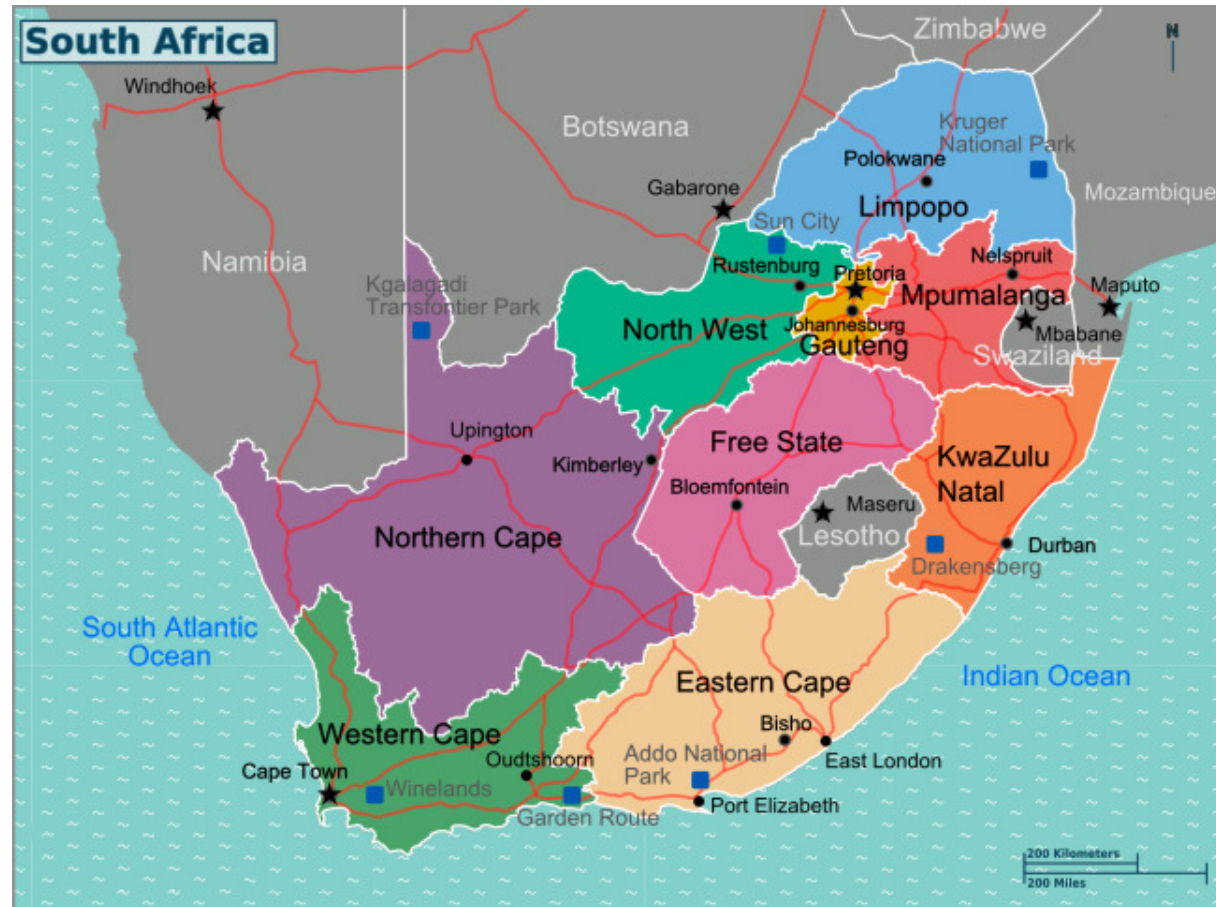 South Africa
Zimbabwe
N
Windhoek
Botswana
Kruger
National Park
Polokwane
Gabarone
Limpopo
Mozambique
Sun City
Namibia
Kgalagadi
Transfontier Park
Rustenburg
Pretoria
Nelspruit
Mpumalanga
Maputo
North West
Johannesburg
Gauteng
Mbabane
Swaziland
Upington
Kimberley
Free State
KwaZulu
Natal
Bloemfontein
Maseru
Lesotho
Northern Cape
Durban
Drakensberg
South Atlantic
Ocean
Indian Ocean
Eastern Cape
Western Cape
Bisho
Oudtshoorn
Addo National
Park
East London
Cape Town
Winelands
Garden Route
Port Elizabeth
200 Kilometers
200 Miles